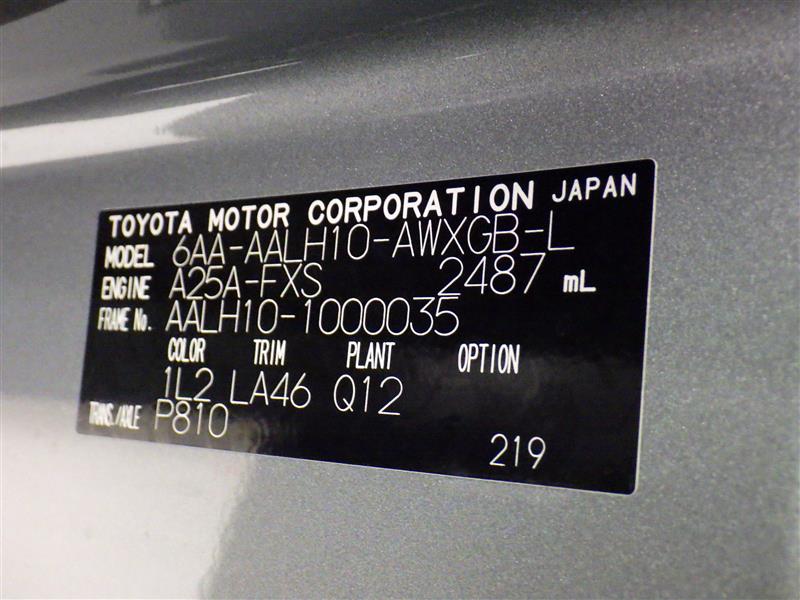 TOYOTA MOTOR CORPORATION JAPAN
MODEL 6AA-AALH10-AWXGB-L
ENGINE A25A-FXS 2487 mL
FRAME No. AALH10-1000035
COLOR TRIM PLANT OPTION
1L2 LA46 Q12
TRANS./AXLE P810
219